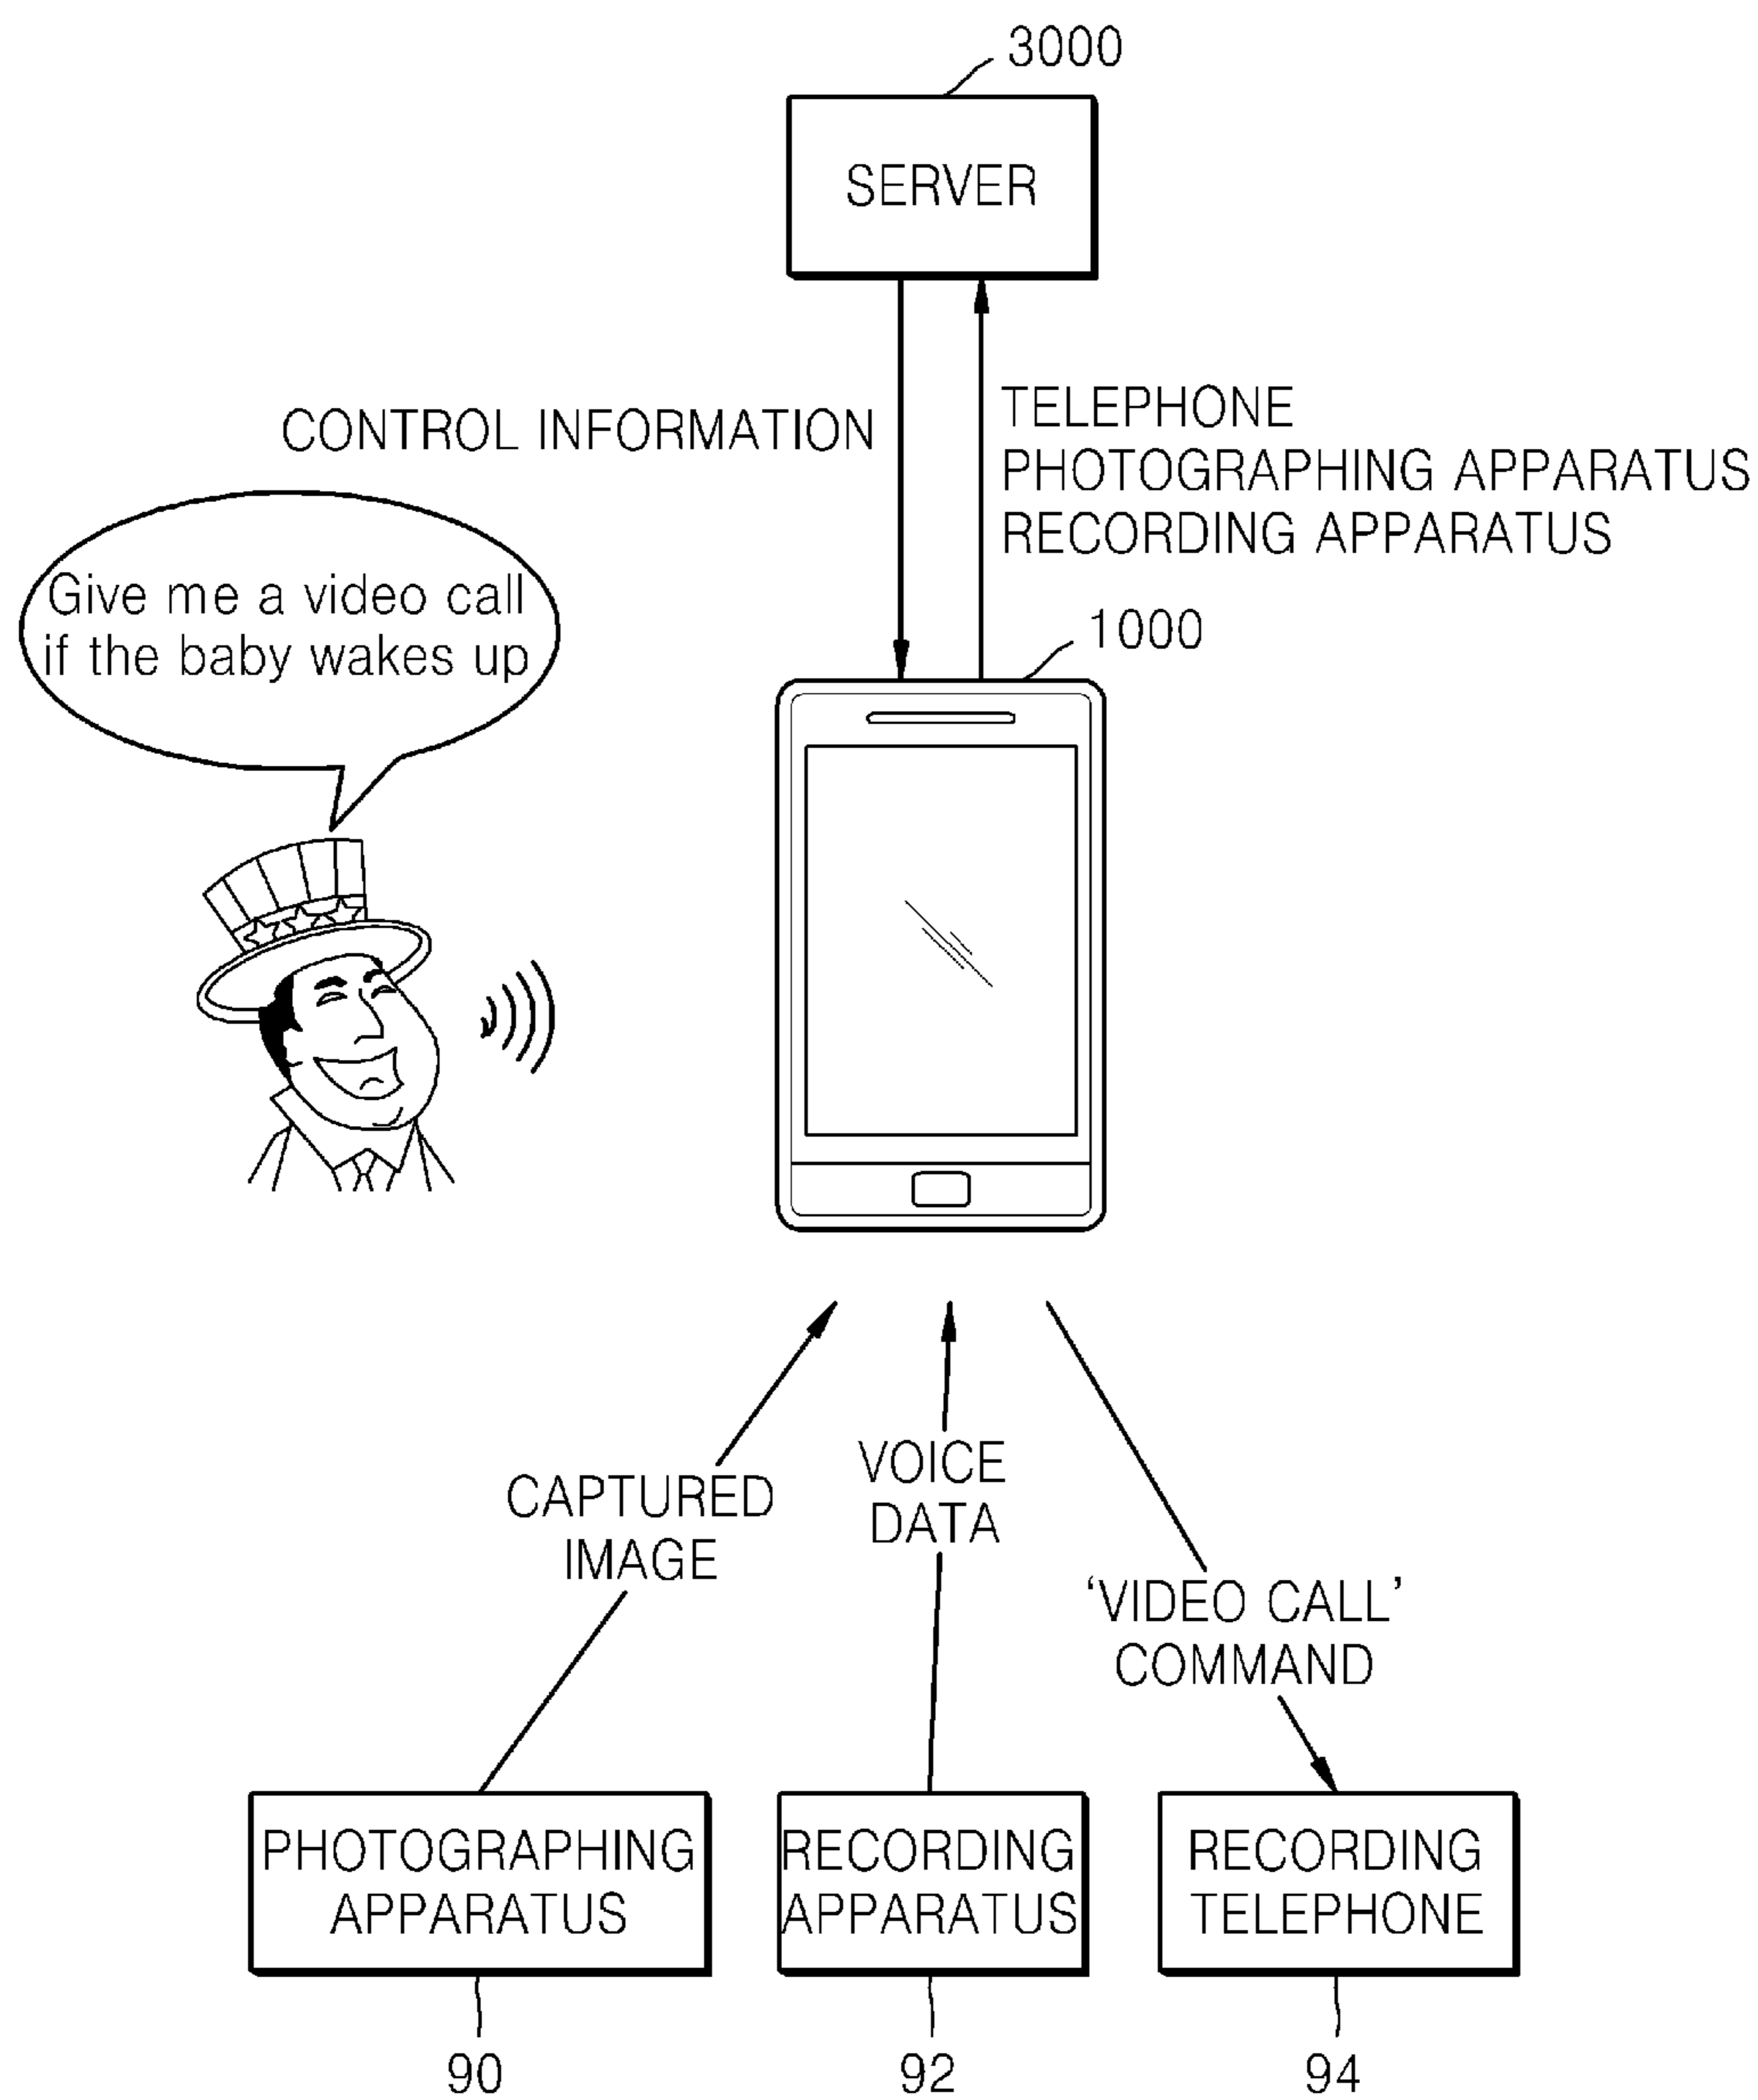 3000
SERVER
CONTROL INFORMATION
TELEPHONE
PHOTOGRAPHING APPARATUS
RECORDING APPARATUS
Give me a video call
if the baby wakes up
1000
CAPTURED
IMAGE
VOICE
DATA
‘VIDEO CALL’
COMMAND
PHOTOGRAPHING
APPARATUS
RECORDING
APPARATUS
RECORDING
TELEPHONE
90
92
94